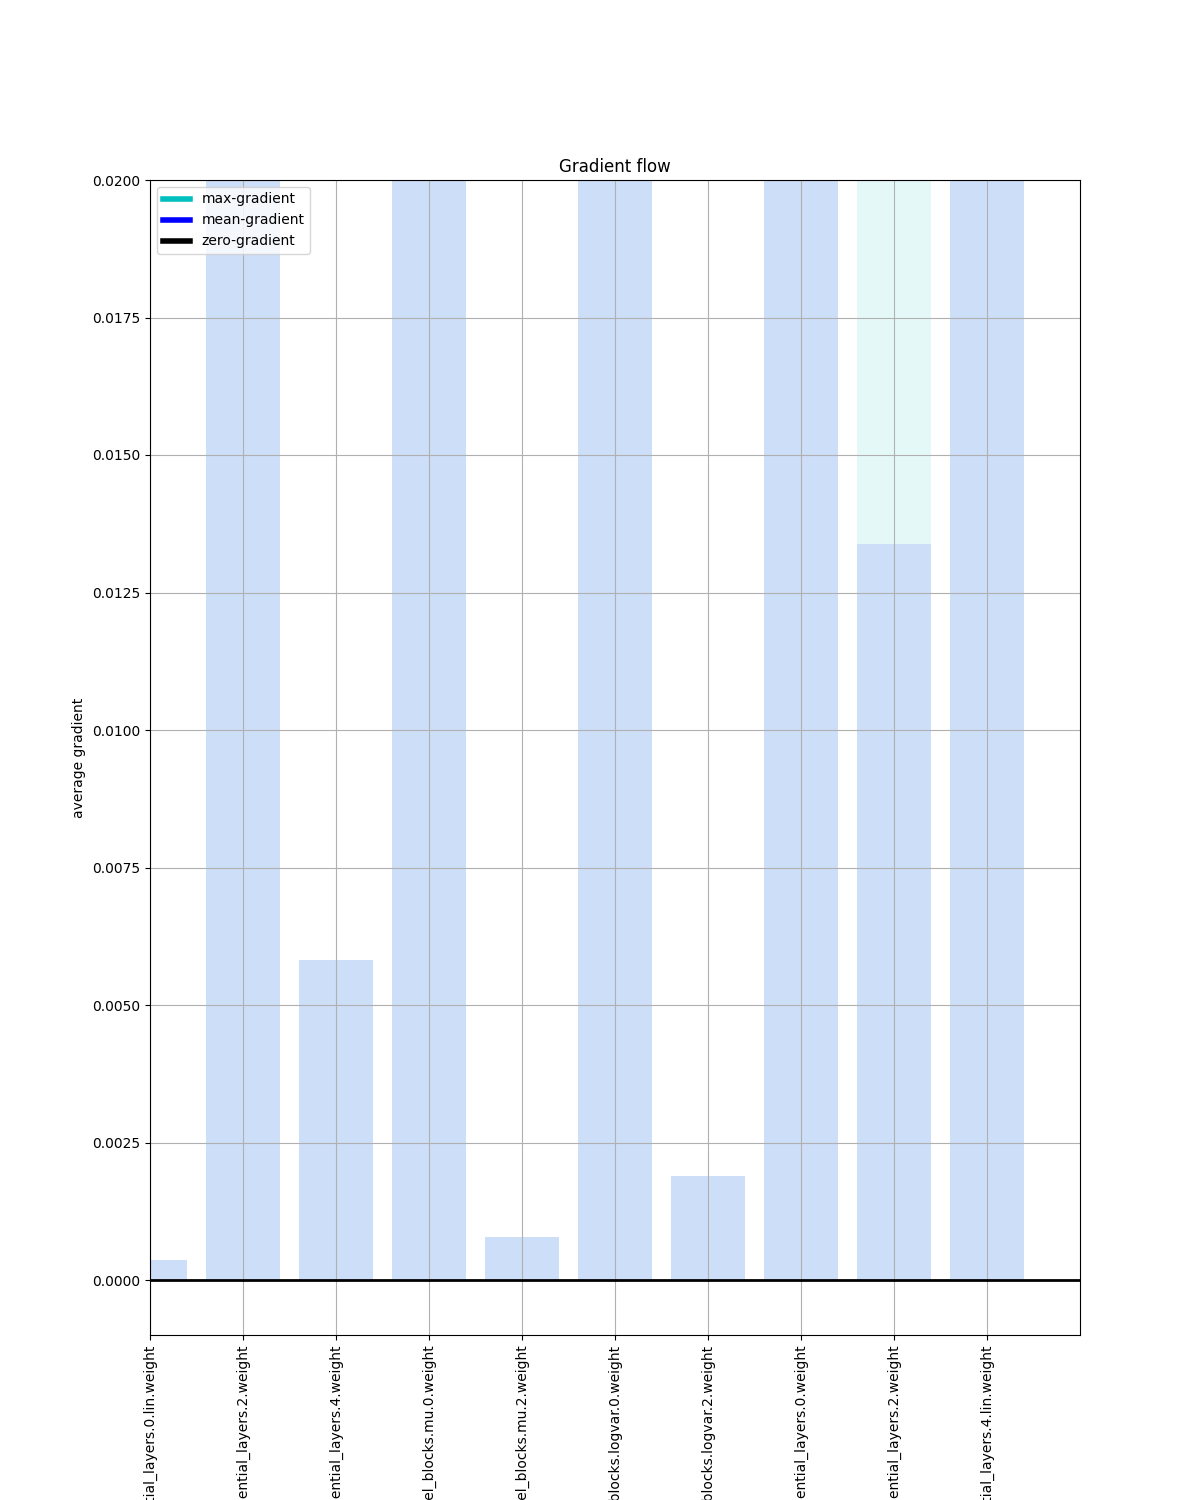 Gradient flow
max-gradient
mean-gradient
zero-gradient
0.0200
0.0175
0.0150
0.0125
0.0100
0.0075
0.0050
0.0025
0.0000
average gradient
tial_layers.0.lin.weight
ential_layers.2.weight
ential_layers.4.weight
el_blocks.mu.0.weight
el_blocks.mu.2.weight
blocks.logvar.0.weight
blocks.logvar.2.weight
ential_layers.0.weight
ential_layers.2.weight
tial_layers.4.lin.weight